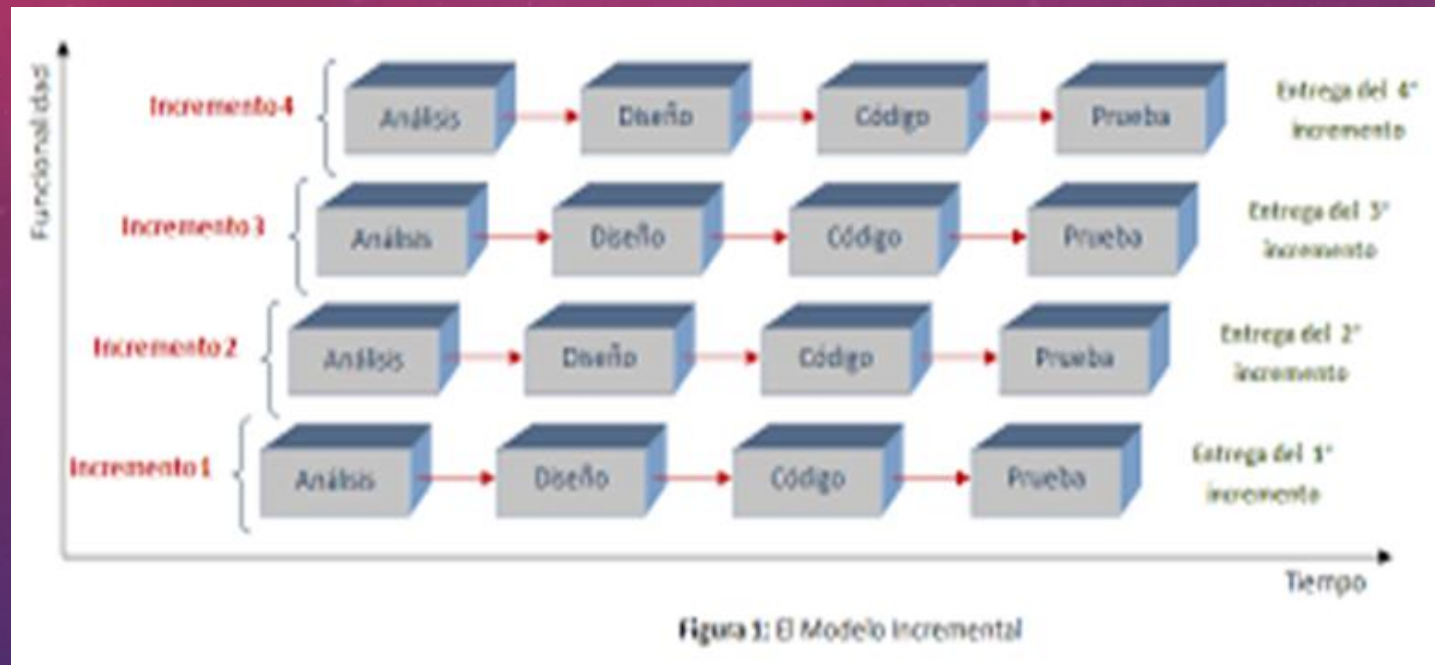 Funcionalidad
Incremento 4
Análisis
Diseño
Código
Prueba
Entrega del 4°
incremento
Incremento 3
Análisis
Diseño
Código
Prueba
Entrega del 3°
incremento
Incremento 2
Análisis
Diseño
Código
Prueba
Entrega del 2°
incremento
Incremento 1
Análisis
Diseño
Código
Prueba
Entrega del 1°
incremento
Tiempo
Figura 1: El Modelo Incremental